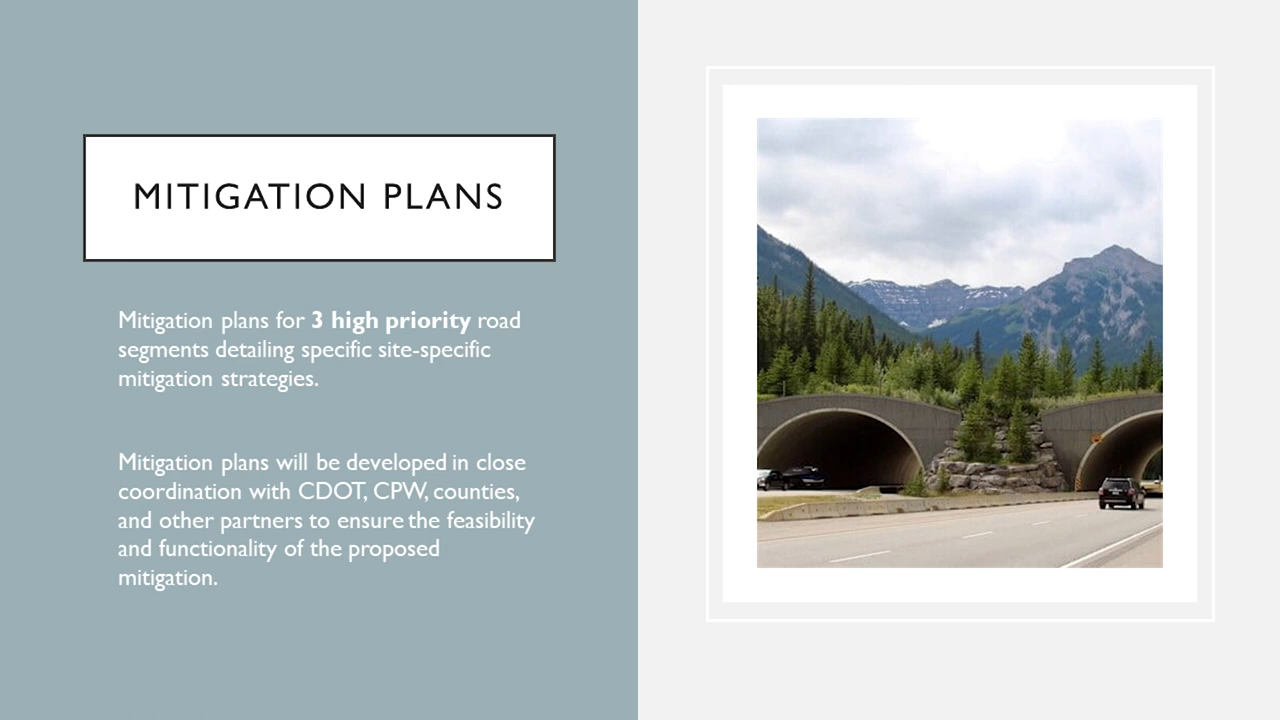 MITIGATION PLANS
Mitigation plans for 3 high priority road
segments detailing specific site-specific
mitigation strategies.
Mitigation plans will be developed in close
coordination with CDOT, CPW, counties,
and other partners to ensure the feasibility
and functionality of the proposed
mitigation.